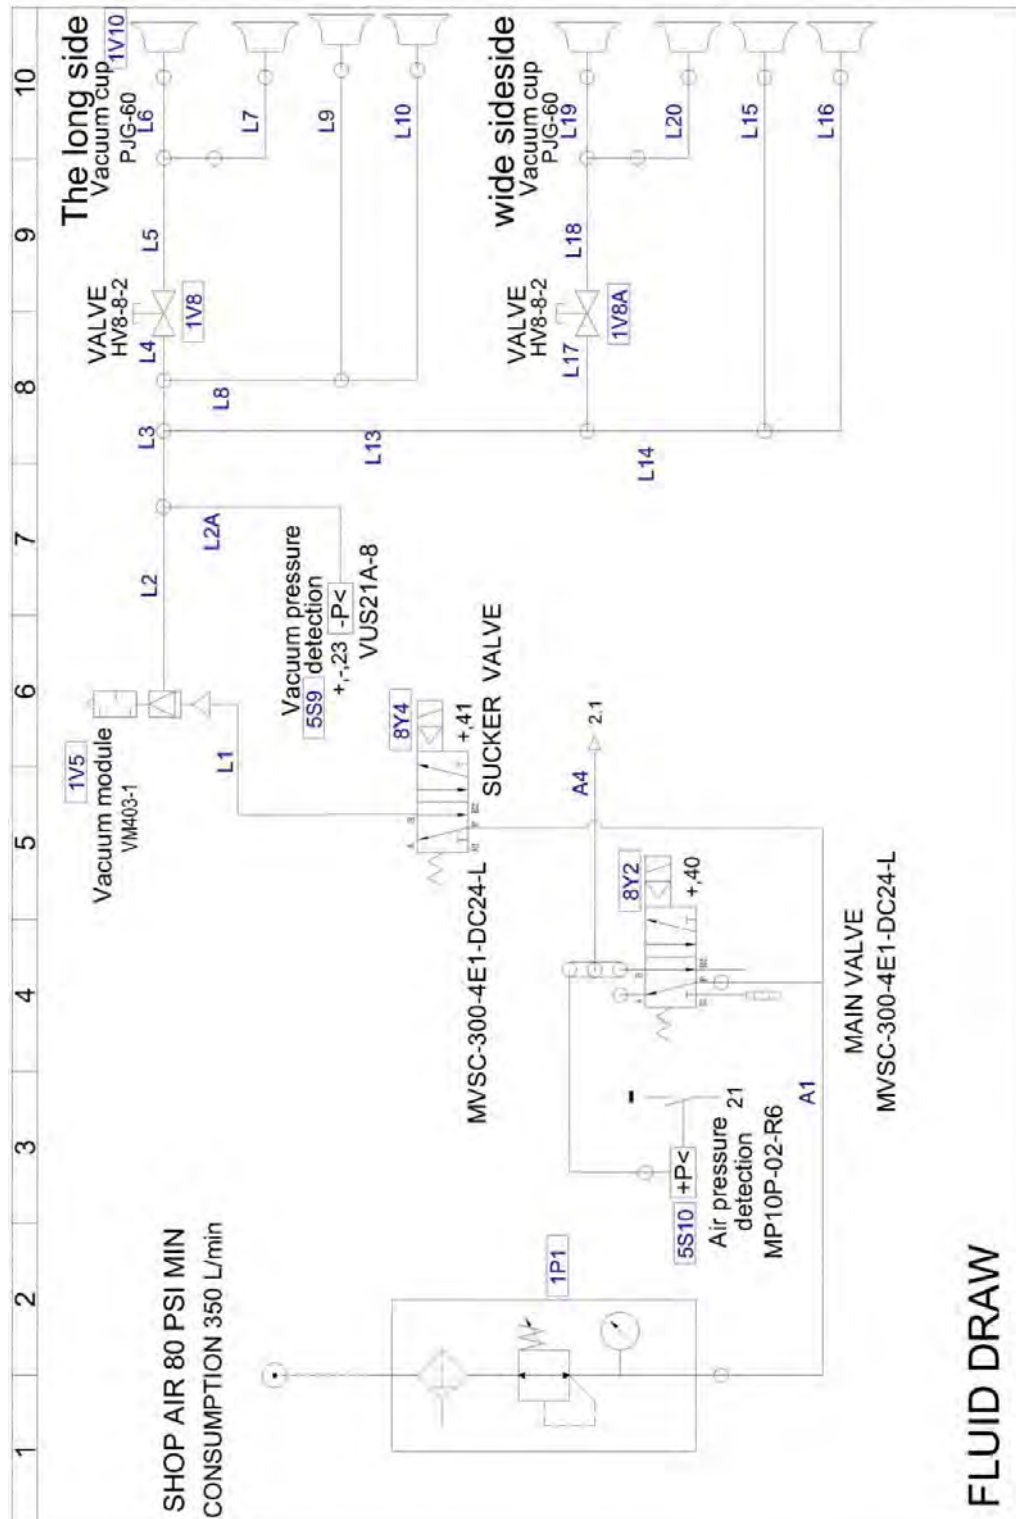 1
2
3
4
5
6
7
8
9
10
SHOP AIR 80 PSI MIN
CONSUMPTION 350 L/min
1P1
5S10
+P<
Air pressure
detection
MP10P-02-R6
21
A1
8Y2
+,40
MAIN VALVE
MVSC-300-4E1-DC24-L
A4
2.1
8Y4
+,41
SUCKER VALVE
MVSC-300-4E1-DC24-L
A
B
1V5
Vacuum module
VM403-1
L1
L2
L2A
Vacuum pressure
5S9 detection
+,-,23 -P<
VUS21A-8
L3
L13
L14
L4
L8
VALVE
HV8-8-2
1V8
L5
The long side
Vacuum cup
PJG-60
1V10
L6
L7
L9
L10
L17
VALVE
HV8-8-2
1V8A
L18
wide sideside
Vacuum cup
PJG-60
L19
L20
L15
L16
FLUID DRAW